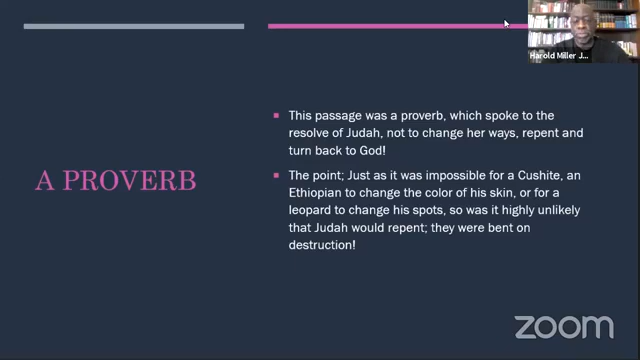 Harold Miller J...
This passage was a proverb, which spoke to the
resolve of Judah, not to change her ways, repent and
turn back to God!
A PROVERB
The point; Just as it was impossible for a Cushite, an
Ethiopian to change the color of his skin, or for a
leopard to change his spots, so was it highly unlikely
that Judah would repent; they were bent on
destruction!
zoom